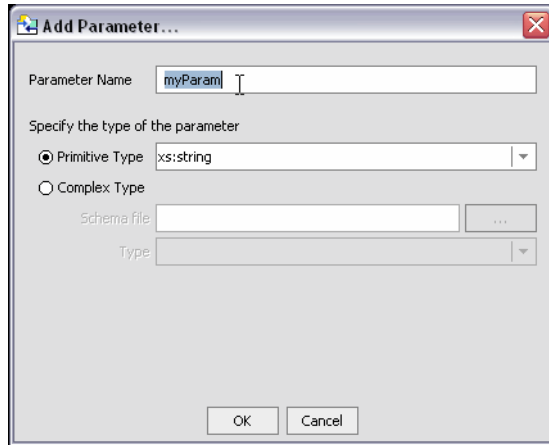 Add Parameter...
Parameter Name myParam
Specify the type of the parameter
Primitive Type xs:string
Complex Type
Schema file ...
Type
OK Cancel